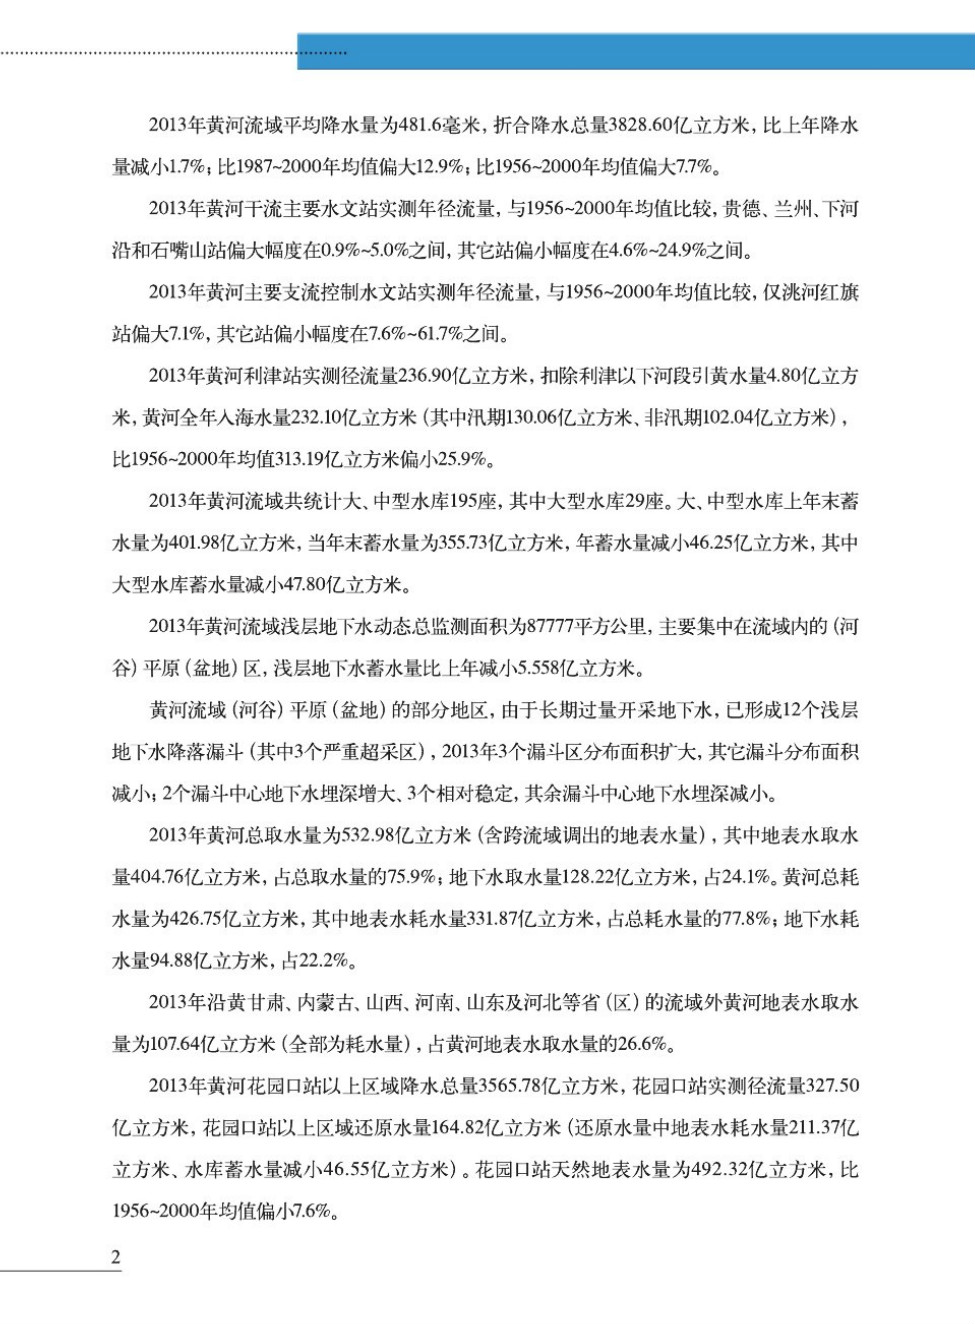 2013年黄河流域平均降水量为481.6毫米，折合降水总量3828.60亿立方米，比上年降水
量减小1.7%；比1987~2000年均值偏大12.9%；比1956~2000年均值偏大7.7%。
2013年黄河干流主要水文站实测年径流量，与1956~2000年均值比较，贵德、兰州、下河
沿和石嘴山站偏大幅度在0.9%~5.0%之间，其它站偏小幅度在4.6%~24.9%之间。
2013年黄河主要支流控制水文站实测年径流量，与1956~2000年均值比较，仅洮河红旗
站偏大7.1%，其它站偏小幅度在7.6%~61.7%之间。
2013年黄河利津站实测径流量236.90亿立方米，扣除利津以下河段引黄水量4.80亿立方
米，黄河全年入海水量232.10亿立方米（其中汛期130.06亿立方米、非汛期102.04亿立方米），
比1956~2000年均值313.19亿立方米偏小25.9%。
2013年黄河流域共统计大、中型水库195座，其中大型水库29座。大、中型水库上年末蓄
水量为401.98亿立方米，当年末蓄水量为355.73亿立方米，年蓄水量减小46.25亿立方米，其中
大型水库蓄水量减小47.80亿立方米。
2013年黄河流域浅层地下水动态总监测面积为87777平方公里，主要集中在流域内的（河
谷）平原（盆地）区，浅层地下水蓄水量比上年减小5.558亿立方米。
黄河流域（河谷）平原（盆地）的部分地区，由于长期过量开采地下水，已形成12个浅层
地下水降落漏斗（其中3个严重超采区），2013年3个漏斗区分布面积扩大，其它漏斗分布面积
减小；2个漏斗中心地下水埋深增大、3个相对稳定，其余漏斗中心地下水埋深减小。
2013年黄河总取水量为532.98亿立方米（含跨流域调出的地表水量），其中地表水取水
量404.76亿立方米，占总取水量的75.9%；地下水取水量128.22亿立方米，占24.1%。黄河总耗
水量为426.75亿立方米，其中地表水耗水量331.87亿立方米，占总耗水量的77.8%；地下水耗
水量94.88亿立方米，占22.2%。
2013年沿黄甘肃、内蒙古、山西、河南、山东及河北等省（区）的流域外黄河地表水取水
量为107.64亿立方米（全部为耗水量），占黄河地表水取水量的26.6%。
2013年黄河花园口站以上区域降水总量3565.78亿立方米，花园口站实测径流量327.50
亿立方米，花园口站以上区域还原水量164.82亿立方米（还原水量中地表水耗水量211.37亿
立方米、水库蓄水量减小46.55亿立方米）。花园口站天然地表水量为492.32亿立方米，比
1956~2000年均值偏小7.6%。
2